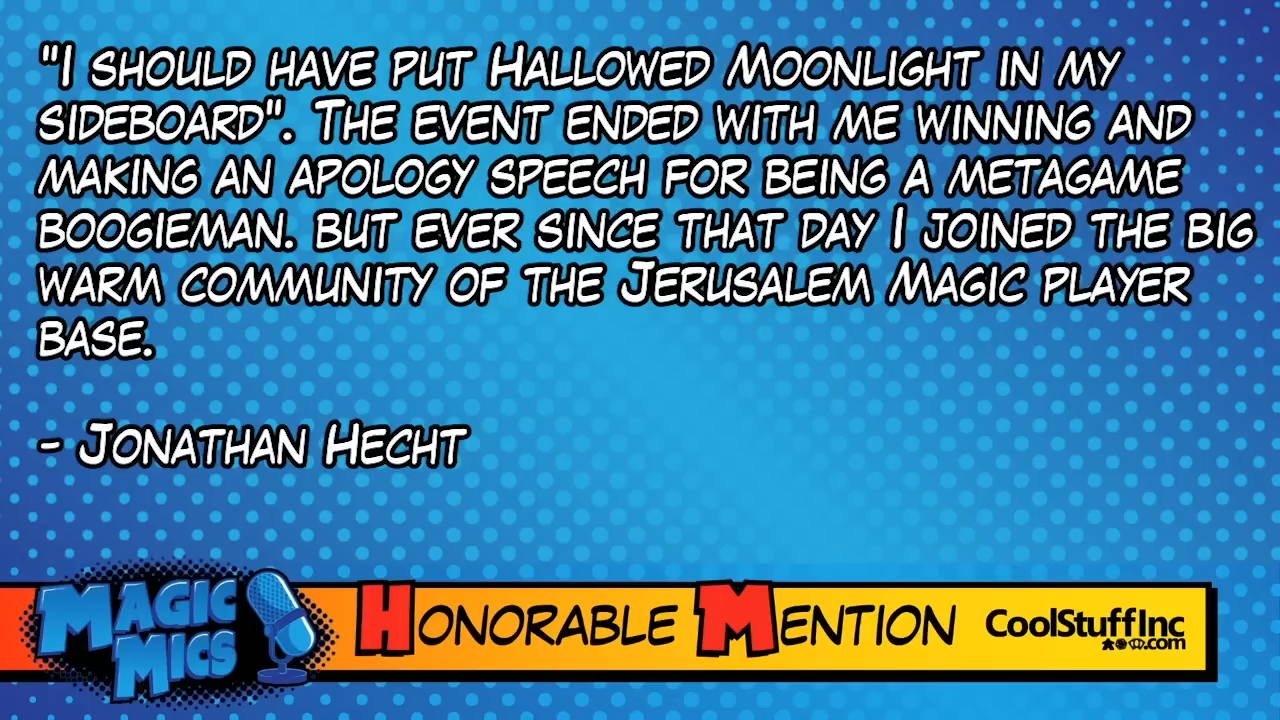 "I should have put Hallowed Moonlight in my
sideboard". The event ended with me winning and
making an apology speech for being a metagame
boogieman. but ever since that day I joined the big
warm community of the Jerusalem Magic player
base.
- Jonathan Hecht
Magic Mics
Honorable Mention
CoolStuffInc
.com